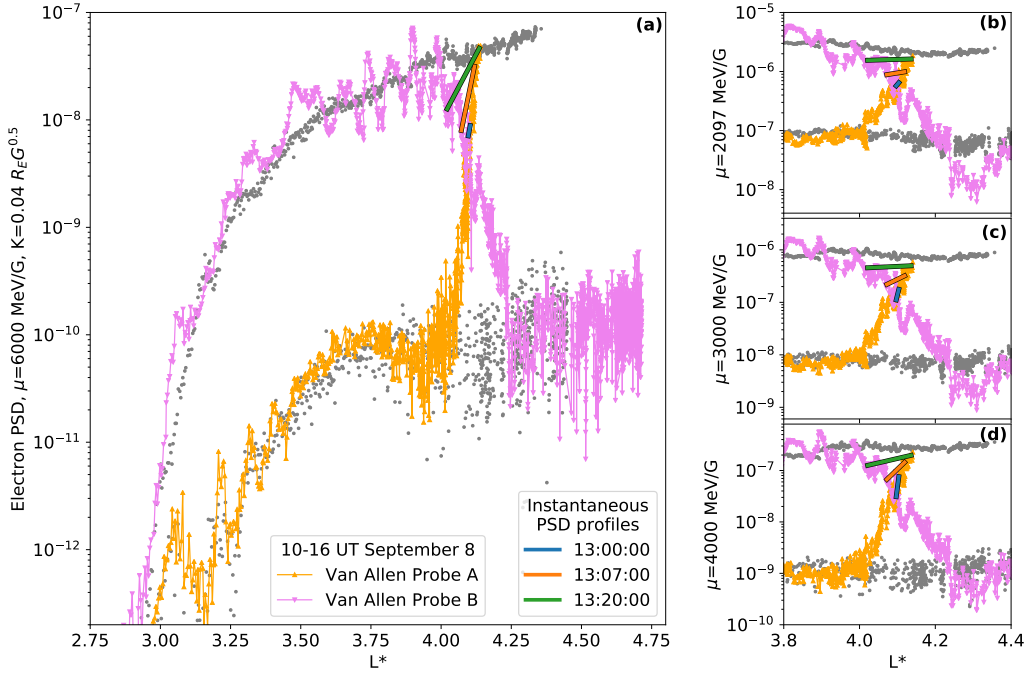 (a)
Electron PSD, μ=6000 MeV/G, K=0.04 R_E G^0.5
10⁻⁷
10⁻⁸
10⁻⁹
10⁻¹⁰
10⁻¹¹
10⁻¹²
2.75 3.00 3.25 3.50 3.75 4.00 4.25 4.50 4.75
L*
10-16 UT September 8
Van Allen Probe A
Van Allen Probe B
Instantaneous
PSD profiles
13:00:00
13:07:00
13:20:00
(b)
μ=2097 MeV/G
10⁻⁵
10⁻⁶
10⁻⁷
10⁻⁸
(c)
μ=3000 MeV/G
10⁻⁶
10⁻⁷
10⁻⁸
10⁻⁹
(d)
μ=4000 MeV/G
10⁻⁷
10⁻⁸
10⁻⁹
10⁻¹⁰
3.8 4.0 4.2 4.4
L*